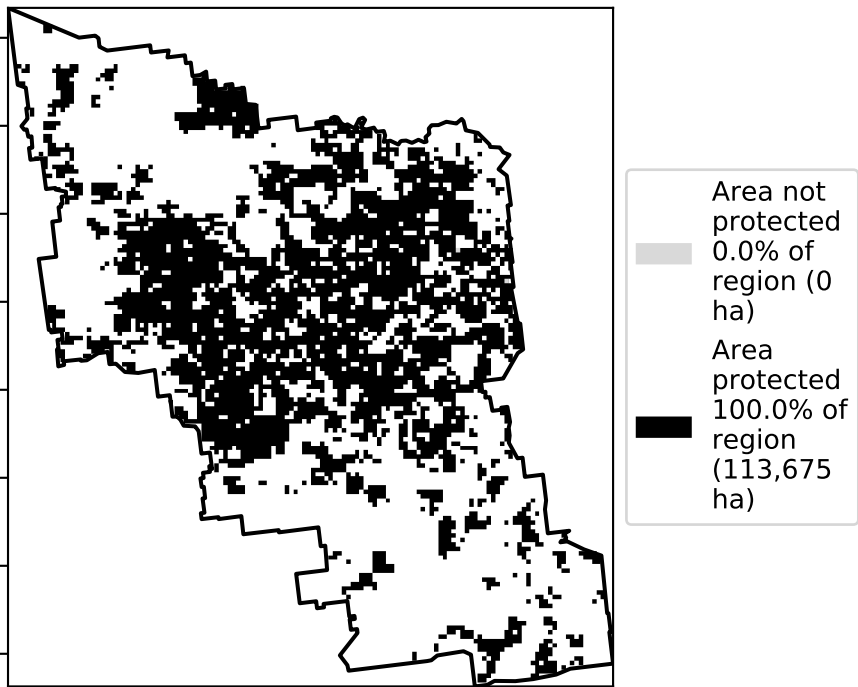 Area not
protected
0.0% of
region (0
ha)
Area
protected
100.0% of
region
(113,675
ha)